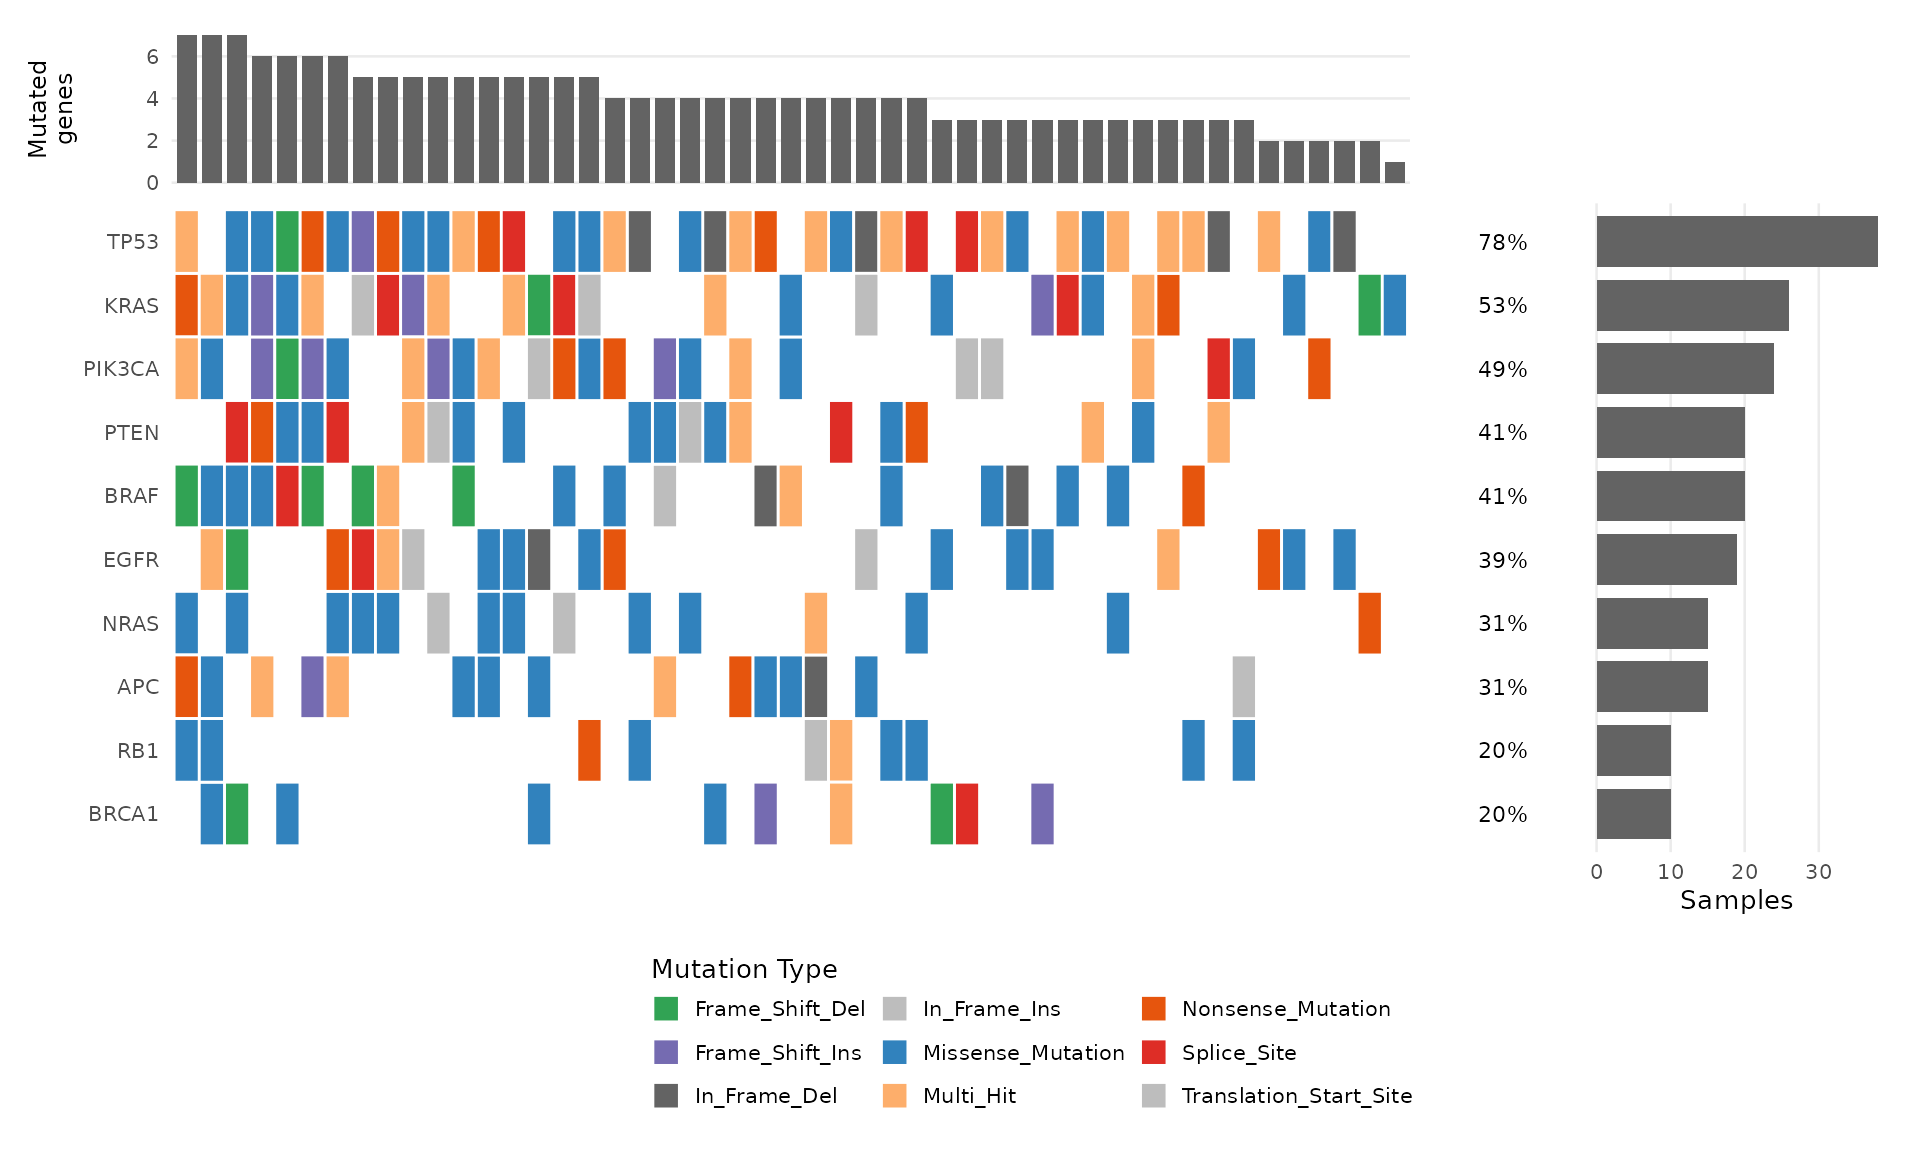 Mutated
genes
6
4
2
0
TP53
78%
KRAS
53%
PIK3CA
49%
PTEN
41%
BRAF
41%
EGFR
39%
NRAS
31%
APC
31%
RB1
20%
BRCA1
20%
0 10 20 30
Samples
Mutation Type
Frame_Shift_Del In_Frame_Ins Nonsense_Mutation
Frame_Shift_Ins Missense_Mutation Splice_Site
In_Frame_Del Multi_Hit Translation_Start_Site